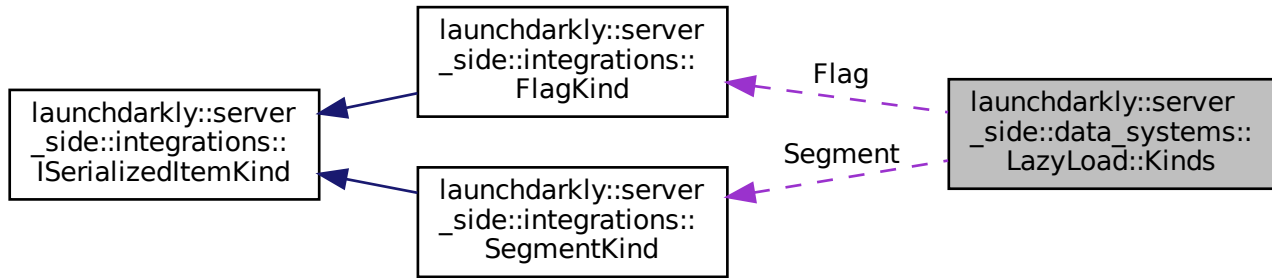 launchdarkly::server
_side::integrations::
ISerializedItemKind
launchdarkly::server
_side::integrations::
FlagKind
launchdarkly::server
_side::integrations::
SegmentKind
Flag
Segment
launchdarkly::server
_side::data_systems::
LazyLoad::Kinds